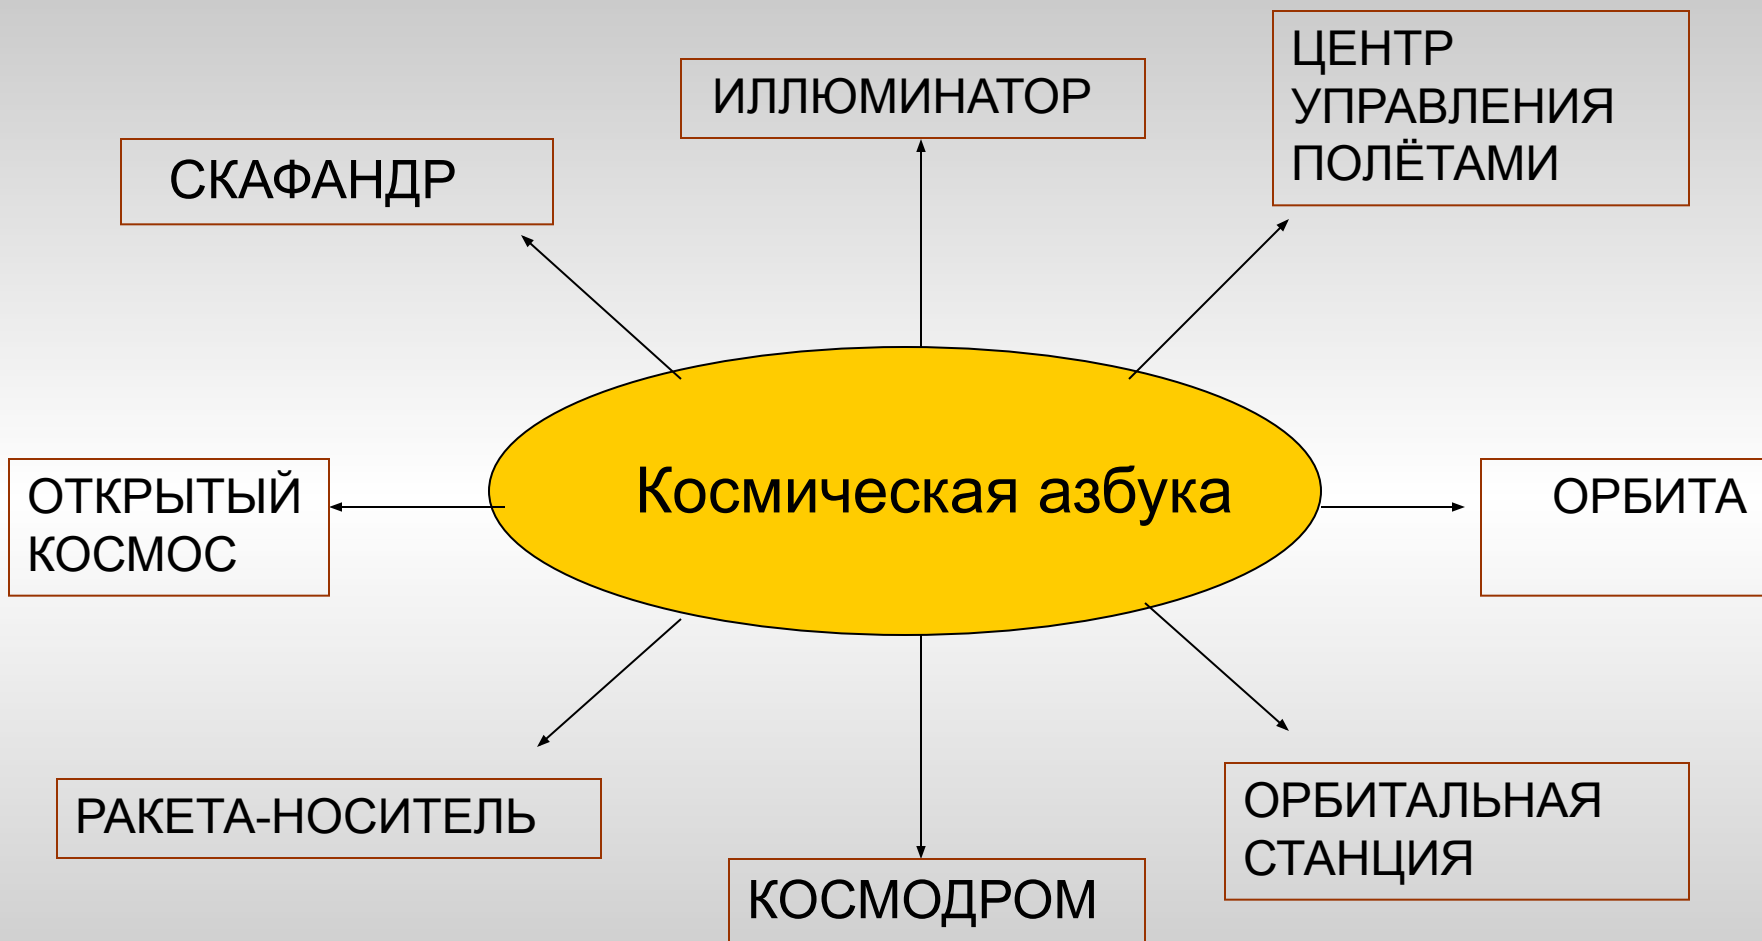 ЦЕНТР
УПРАВЛЕНИЯ
ПОЛЁТАМИ
ИЛЛЮМИНАТОР
СКАФАНДР
Космическая азбука
ОТКРЫТЫЙ
КОСМОС
ОРБИТА
РАКЕТА-НОСИТЕЛЬ
ОРБИТАЛЬНАЯ
СТАНЦИЯ
КОСМОДРОМ